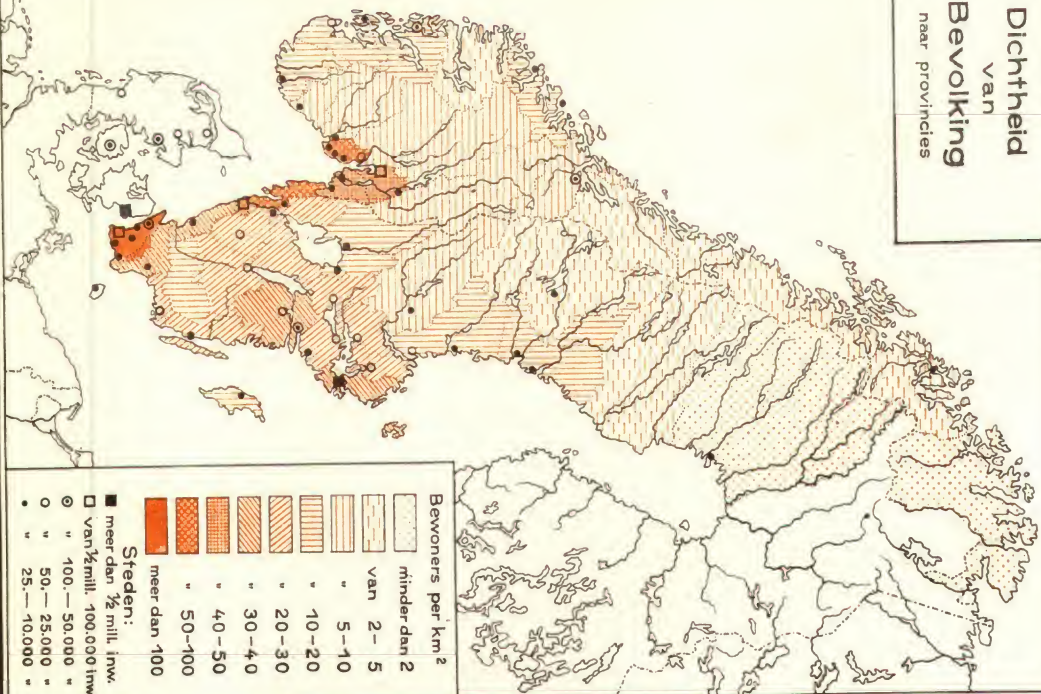 Dichtheid
van
Bevolking
naar provincies
Bewoners per km²
minder dan 2
van 2-5
" 5-10
" 10-20
" 20-30
" 30-40
" 40-50
" 50-100
meer dan 100
Steden:
meer dan ½ mill. inw.
van ½ mill. 100.000 inw
" 100.— 50.000 "
" 50.— 25.000 "
" 25.— 10.000 "